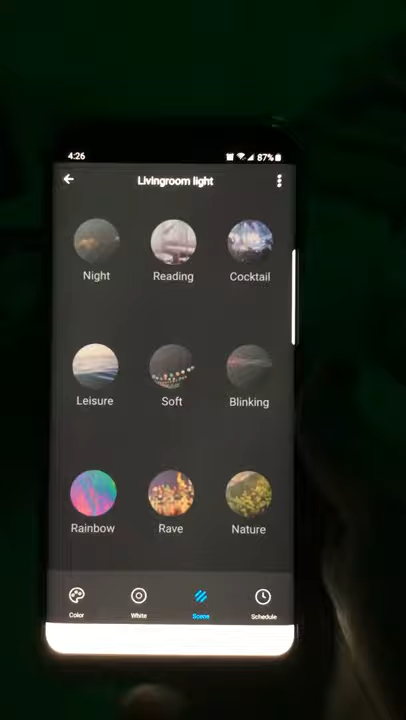 4:26
87%
Livingroom light
Night Reading Cocktail
Leisure Soft Blinking
Rainbow Rave Nature
Color White Scene Schedule